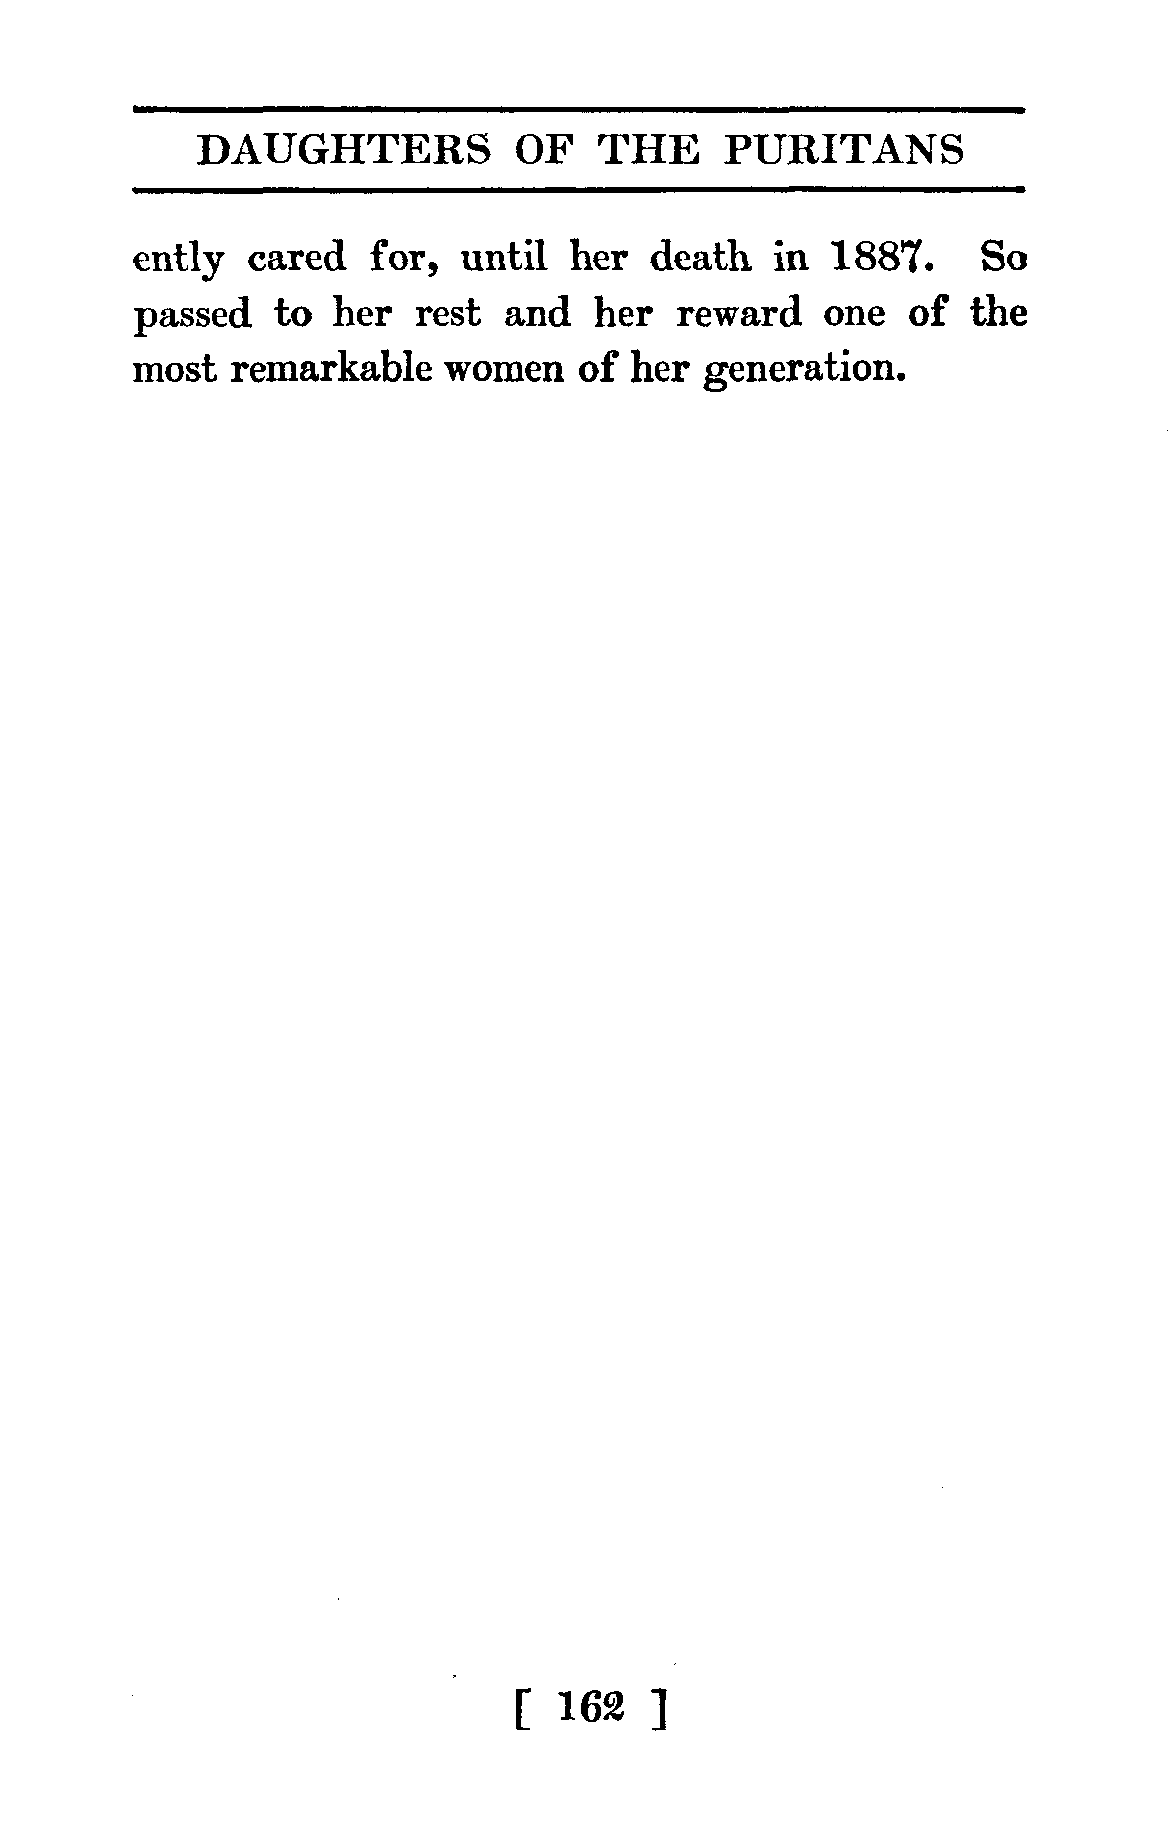 DAUGHTERS OF THE PURITANS
ently cared for, until her death in 1887. So
passed to her rest and her reward one of the
most remarkable women of her generation.
[ 162 ]